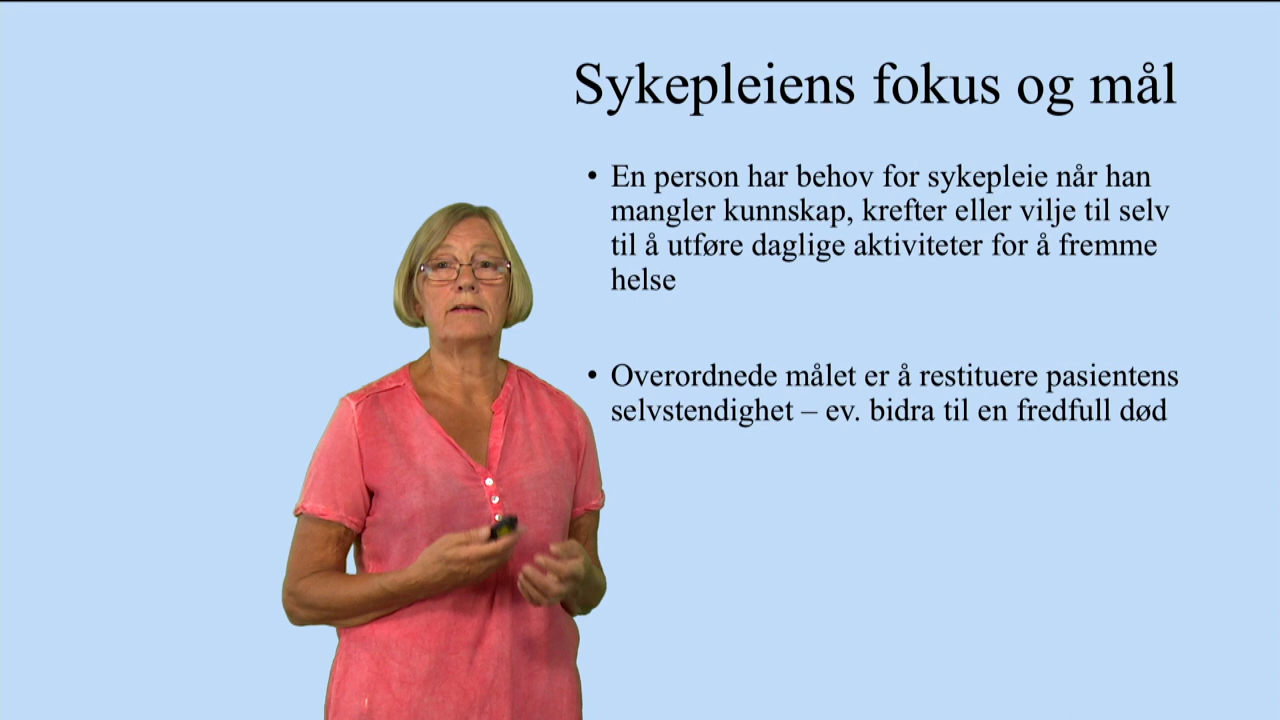 Sykepleiens fokus og mål
• En person har behov for sykepleie når han
mangler kunnskap, krefter eller vilje til selv
til å utføre daglige aktiviteter for å fremme
helse
• Overordnede målet er å restituere pasientens
selvstendighet – ev. bidra til en fredfull død